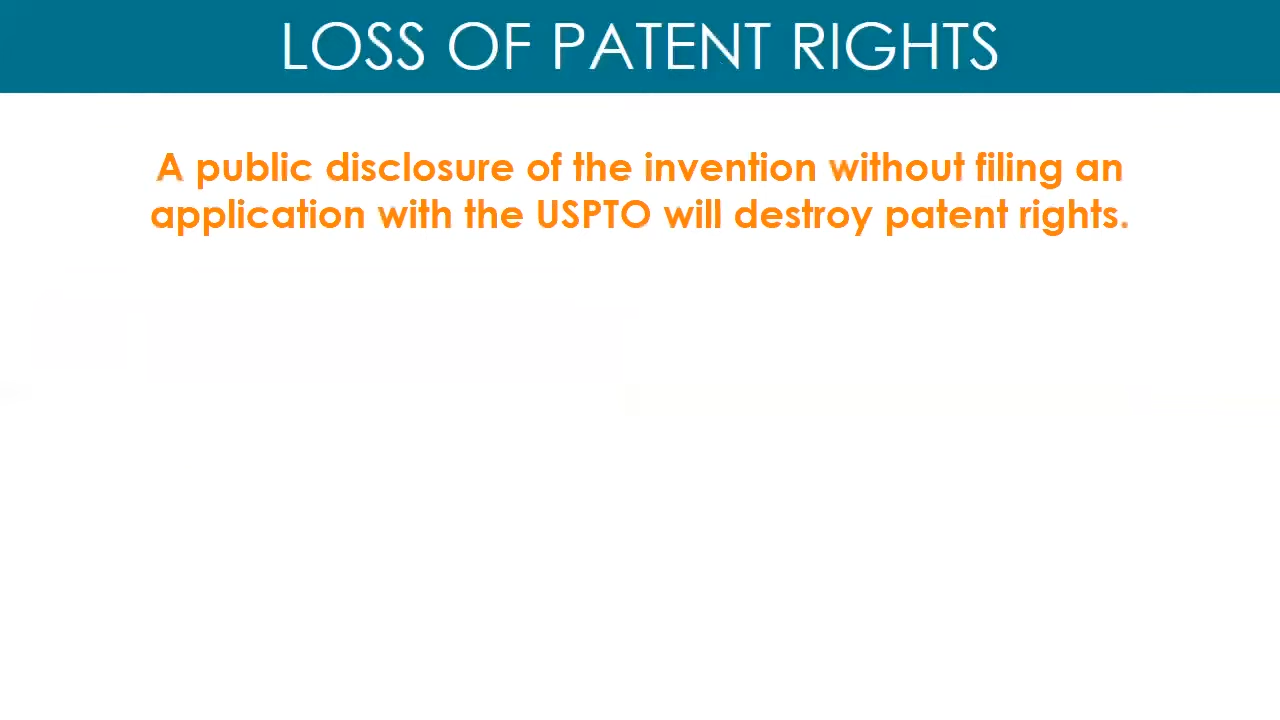 LOSS OF PATENT RIGHTS
A public disclosure of the invention without filing an
application with the USPTO will destroy patent rights.